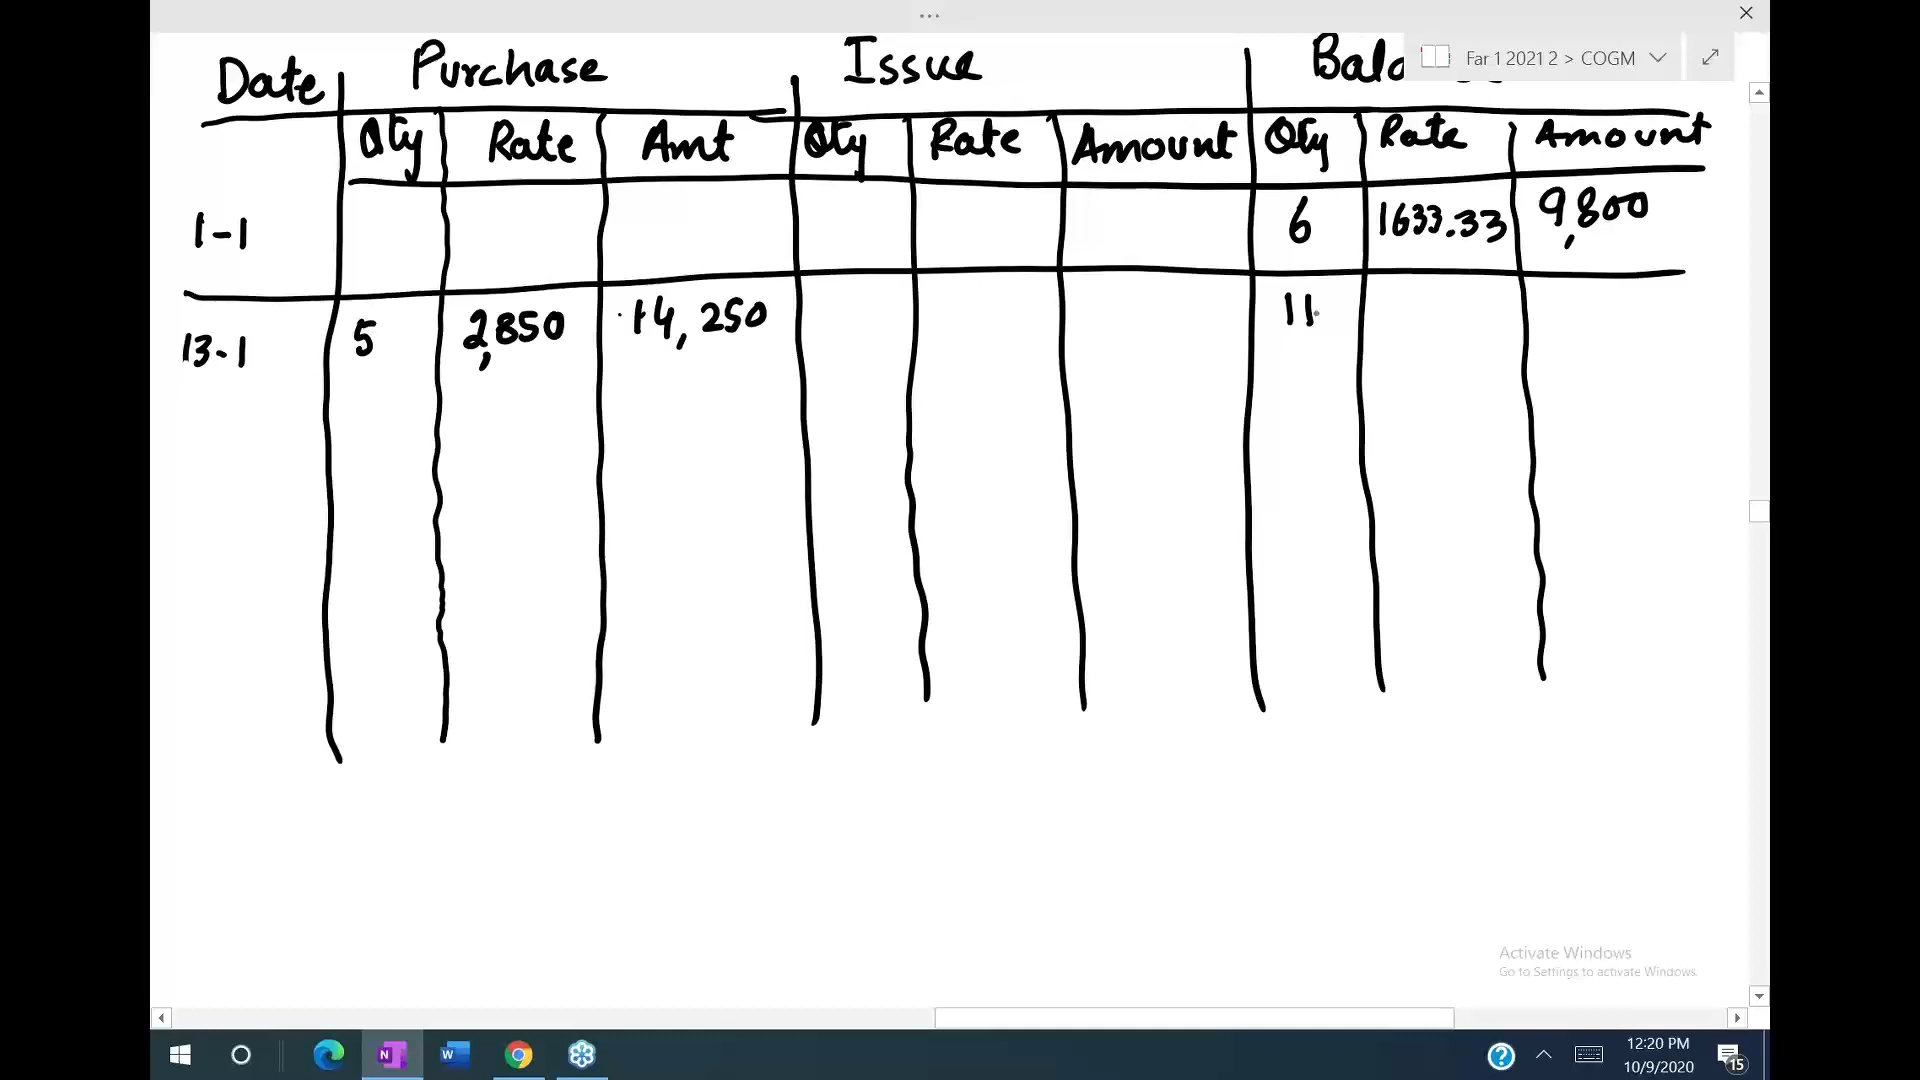 Far 1 2021 2 > COGM
Date Purchase Issue
Qty Rate Amt Qty Rate Amount Qty Rate Amount
1-1 6 1633.33 9,800
13-1 5 2,850 14,250 11
Activate Windows
Go to Settings to activate Windows.
12:20 PM
10/9/2020
15